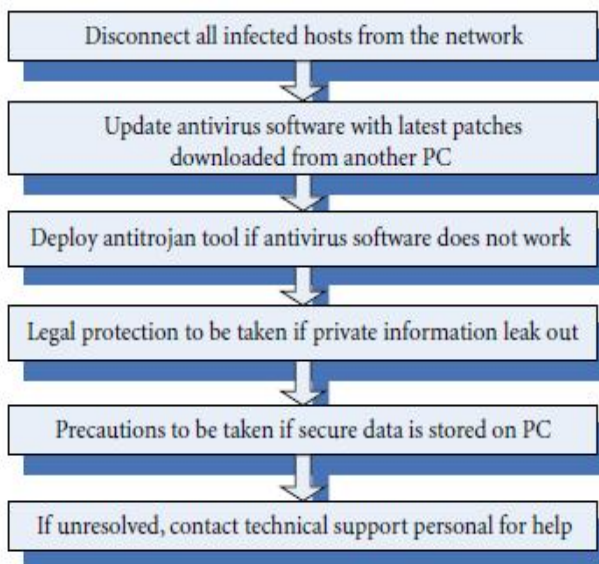 Disconnect all infected hosts from the network
Update antivirus software with latest patches
downloaded from another PC
Deploy antitrojan tool if antivirus software does not work
Legal protection to be taken if private information leak out
Precautions to be taken if secure data is stored on PC
If unresolved, contact technical support personal for help